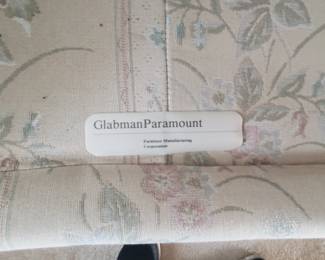 GlabmanParamount
Furniture Manufacturing
Corporation